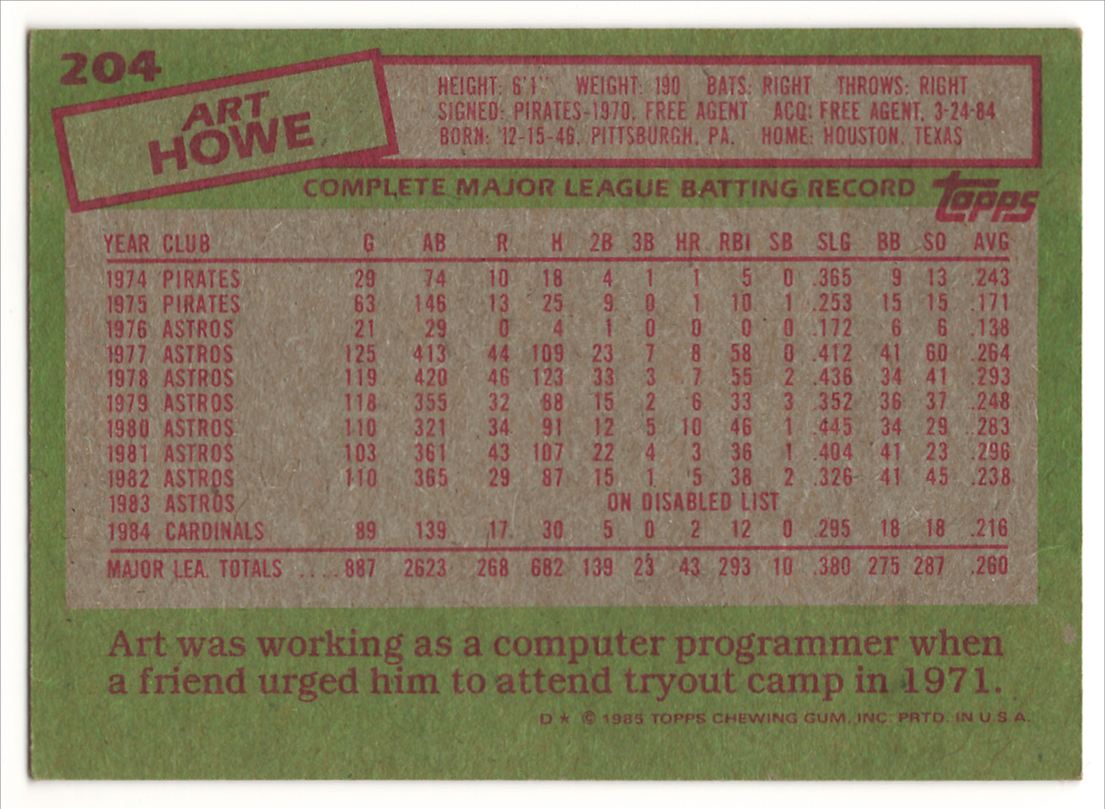 204
ART
HOWE
HEIGHT: 6'1" WEIGHT: 190 BATS: RIGHT THROWS: RIGHT
SIGNED: PIRATES-1970, FREE AGENT ACQ: FREE AGENT, 3-24-84
BORN: 12-15-46, PITTSBURGH, PA. HOME: HOUSTON, TEXAS
COMPLETE MAJOR LEAGUE BATTING RECORD topps
YEAR CLUB G AB R H 2B 3B HR RBI SB SLG BB SO AVG
1974 PIRATES 29 74 10 18 4 1 1 5 0 .365 9 13 .243
1975 PIRATES 63 146 13 25 9 0 1 10 1 .253 15 15 .171
1976 ASTROS 21 29 0 4 1 0 0 0 0 .172 6 6 .138
1977 ASTROS 125 413 44 109 23 7 8 58 0 .412 41 60 .264
1978 ASTROS 119 420 46 123 33 3 7 55 2 .436 34 41 .293
1979 ASTROS 118 355 32 88 15 2 6 33 3 .352 36 37 .248
1980 ASTROS 110 321 34 91 12 5 10 46 1 .445 34 29 .283
1981 ASTROS 103 361 43 107 22 4 3 36 1 .404 41 23 .296
1982 ASTROS 110 365 29 87 15 1 5 38 2 .326 41 45 .238
1983 ASTROS ON DISABLED LIST
1984 CARDINALS 89 139 17 30 5 0 2 12 0 .295 18 18 .216
MAJOR LEA. TOTALS .....887 2623 268 682 139 23 43 293 10 .380 275 287 .260
Art was working as a computer programmer when
a friend urged him to attend tryout camp in 1971.
D★ © 1985 TOPPS CHEWING GUM, INC. PRTD. IN U.S.A.